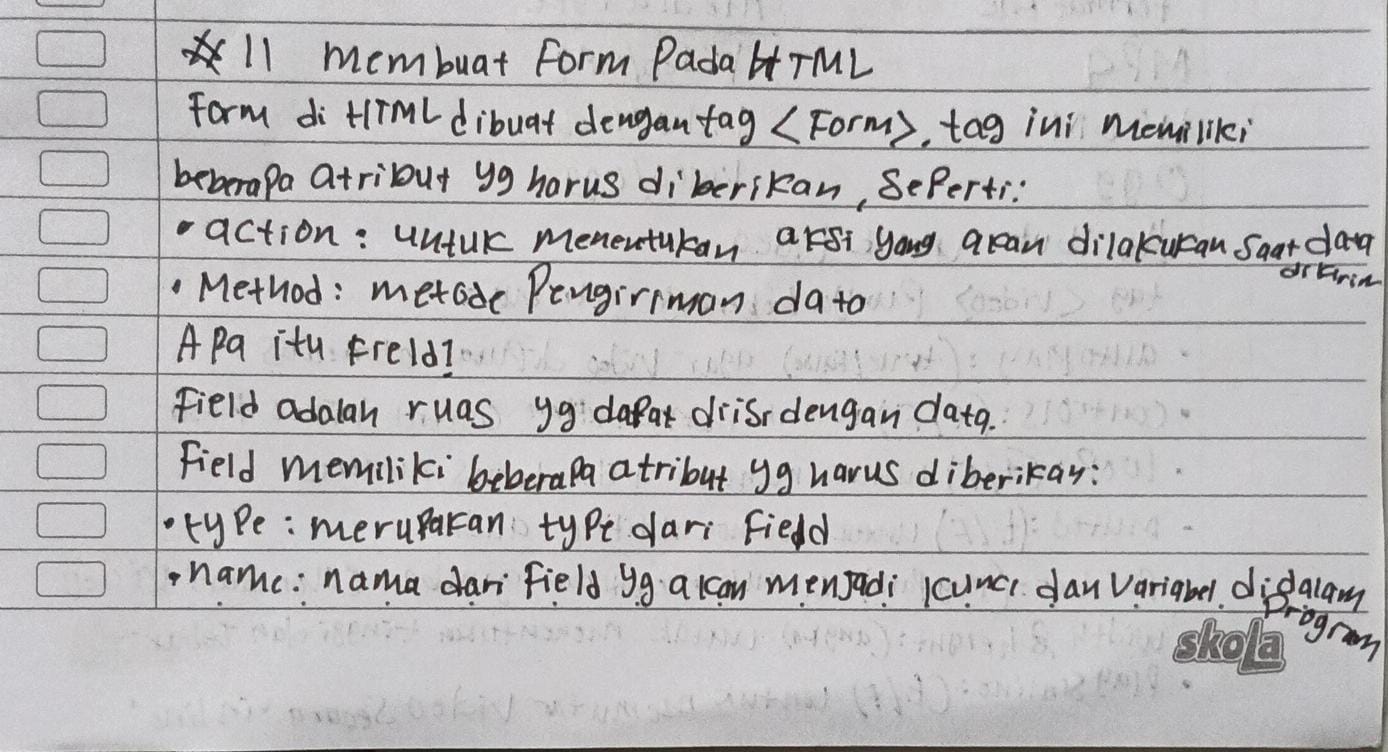 #11 Membuat Form Pada HTML
Form di HTML dibuat dengan tag <Form>. tag ini memiliki
beberapa atribut yg harus diberikan, seperti:
• action : untuk menentukan aksi yang akan dilakukan saat data
dikirim
• Method : metode Pengiriman data
Apa itu Field?
Field adalah ruas yg dapat diisi dengan data.
Field memiliki beberapa atribut yg harus diberikan:
• type : merupakan type dari Field
• name : nama dari Field yg akan menjadi kunci dan Variabel didalam
Program
skola